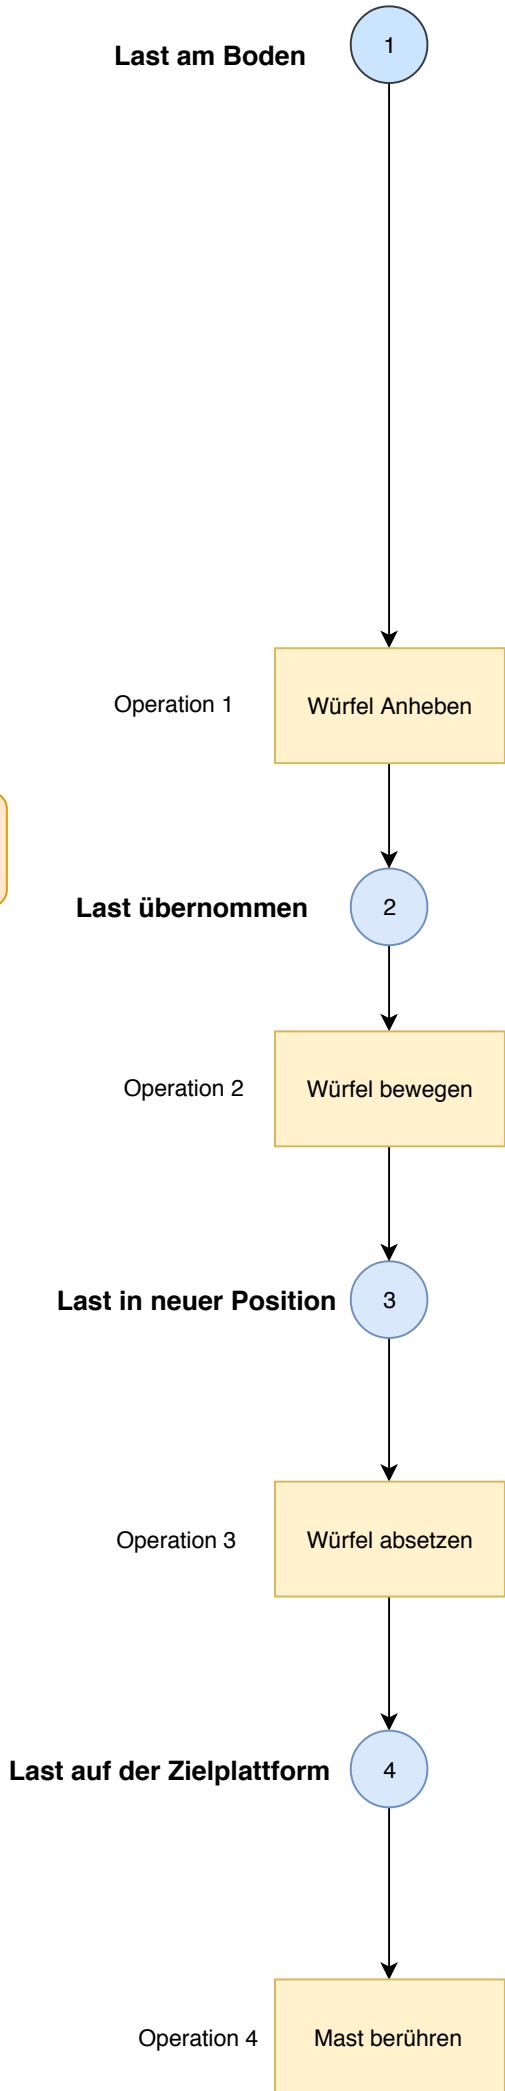 Last am Boden
1
Operation 1
Würfel Anheben
Last übernommen
2
Operation 2
Würfel bewegen
Last in neuer Position
3
Operation 3
Würfel absetzen
Last auf der Zielplattform
4
Operation 4
Mast berühren